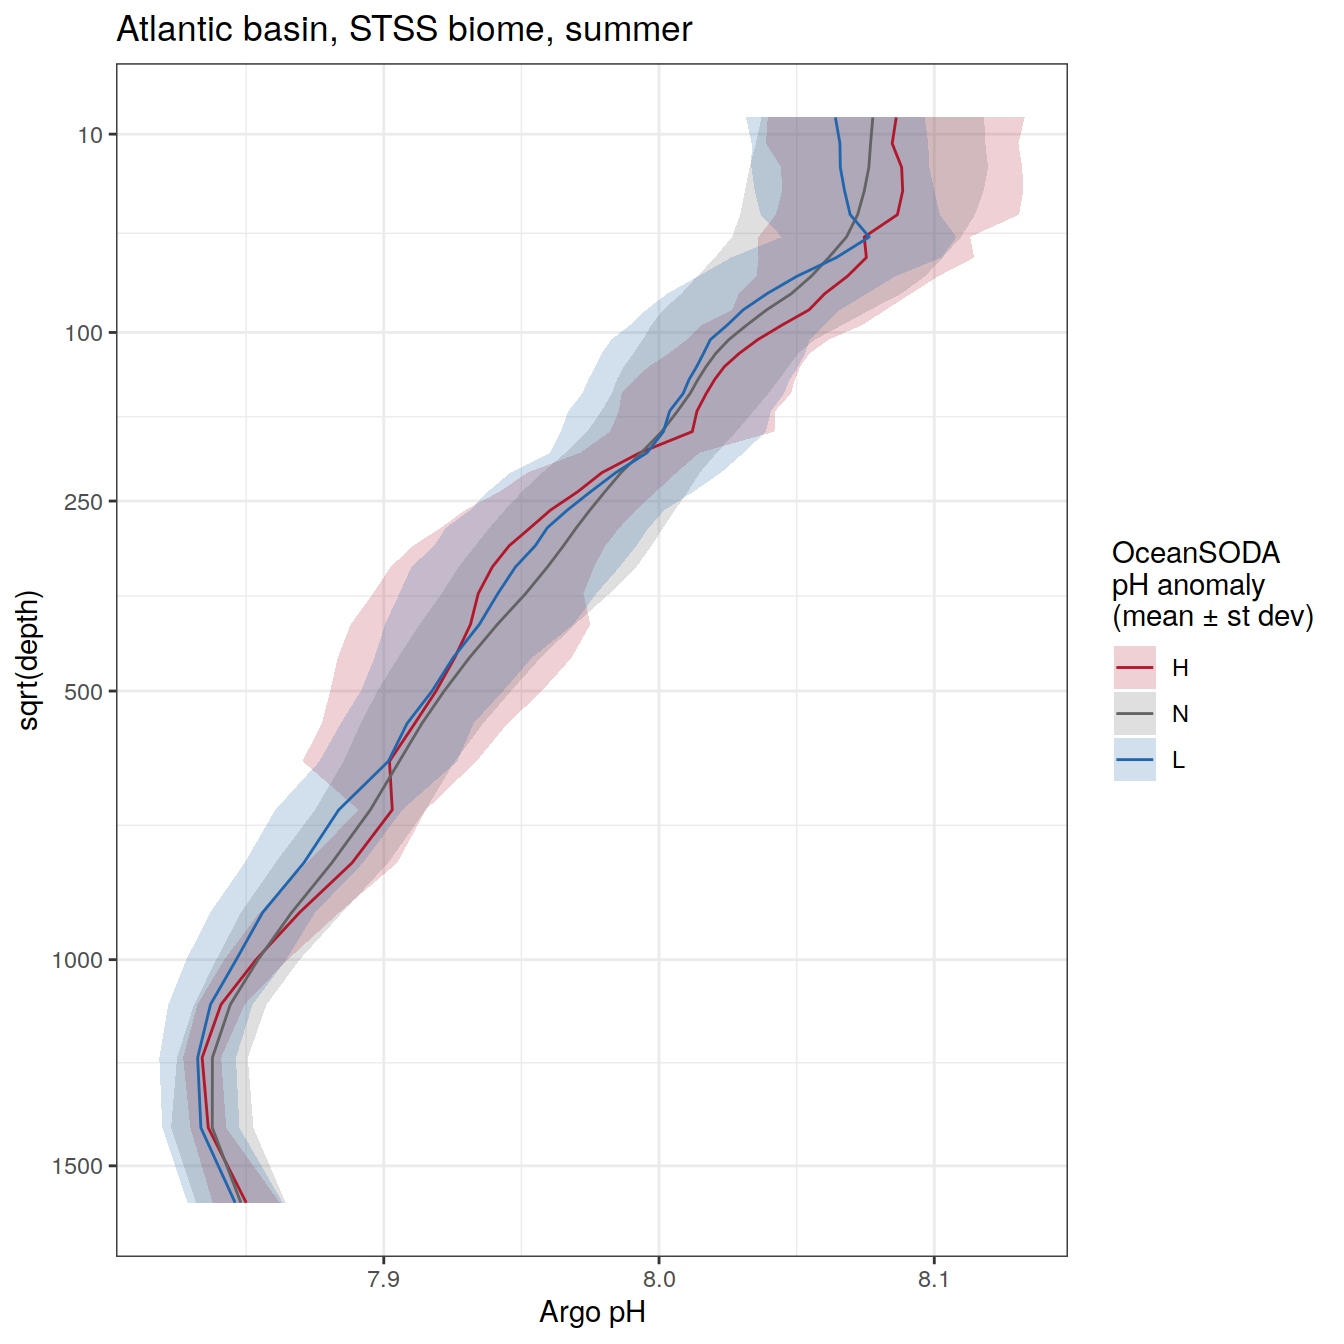 Atlantic basin, STSS biome, summer
10
100
250
500
1000
1500
sqrt(depth)
7.9
8.0
8.1
Argo pH
OceanSODA
pH anomaly
(mean ± st dev)
H
N
L